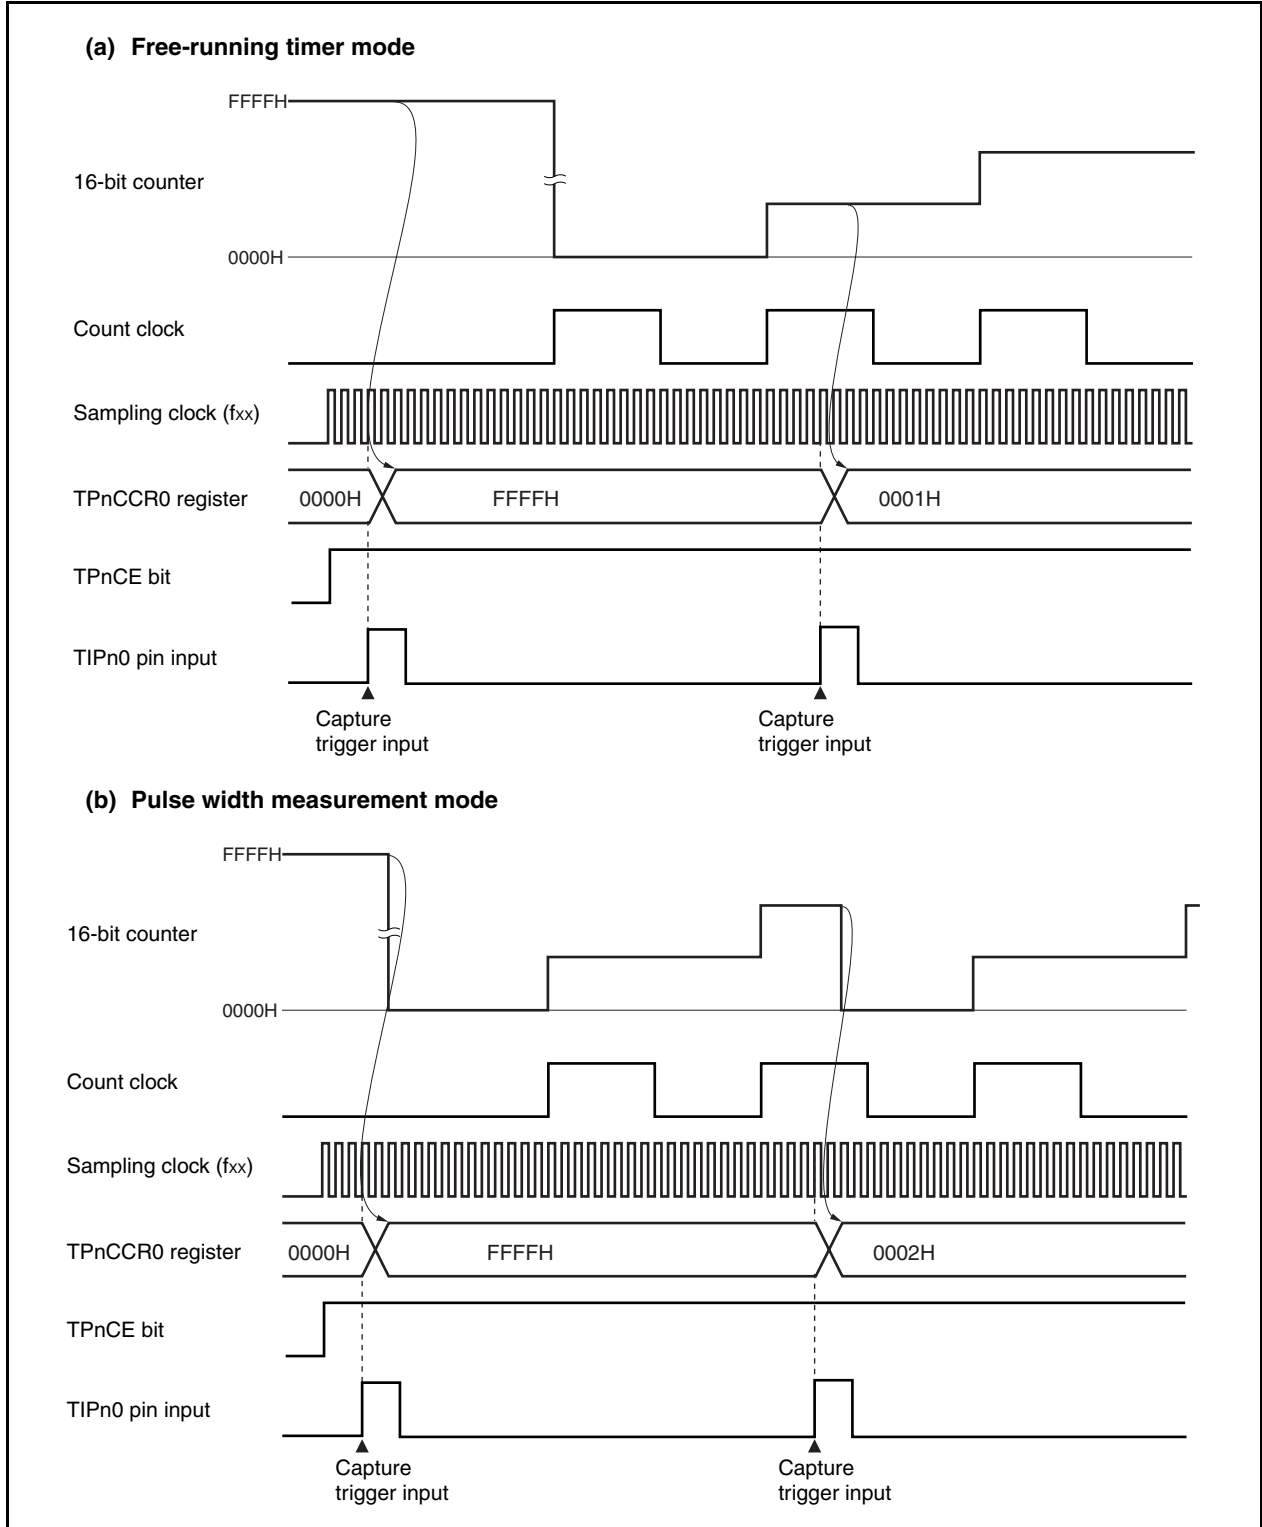 (a) Free-running timer mode
FFFFH
16-bit counter
0000H
Count clock
Sampling clock (fxx)
TPnCCR0 register
0000H
FFFFH
0001H
TPnCE bit
TIPn0 pin input
Capture
trigger input
Capture
trigger input
(b) Pulse width measurement mode
FFFFH
16-bit counter
0000H
Count clock
Sampling clock (fxx)
TPnCCR0 register
0000H
FFFFH
0002H
TPnCE bit
TIPn0 pin input
Capture
trigger input
Capture
trigger input